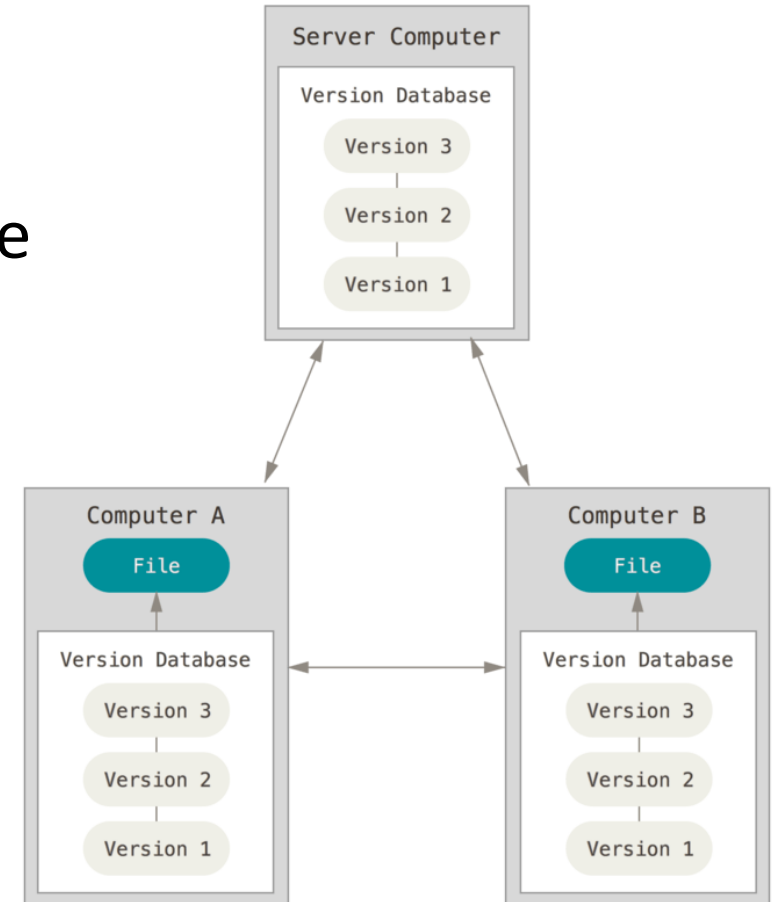 Server Computer
Version Database
Version 3
Version 2
Version 1
e
Computer A
File
Version Database
Version 3
Version 2
Version 1
Computer B
File
Version Database
Version 3
Version 2
Version 1